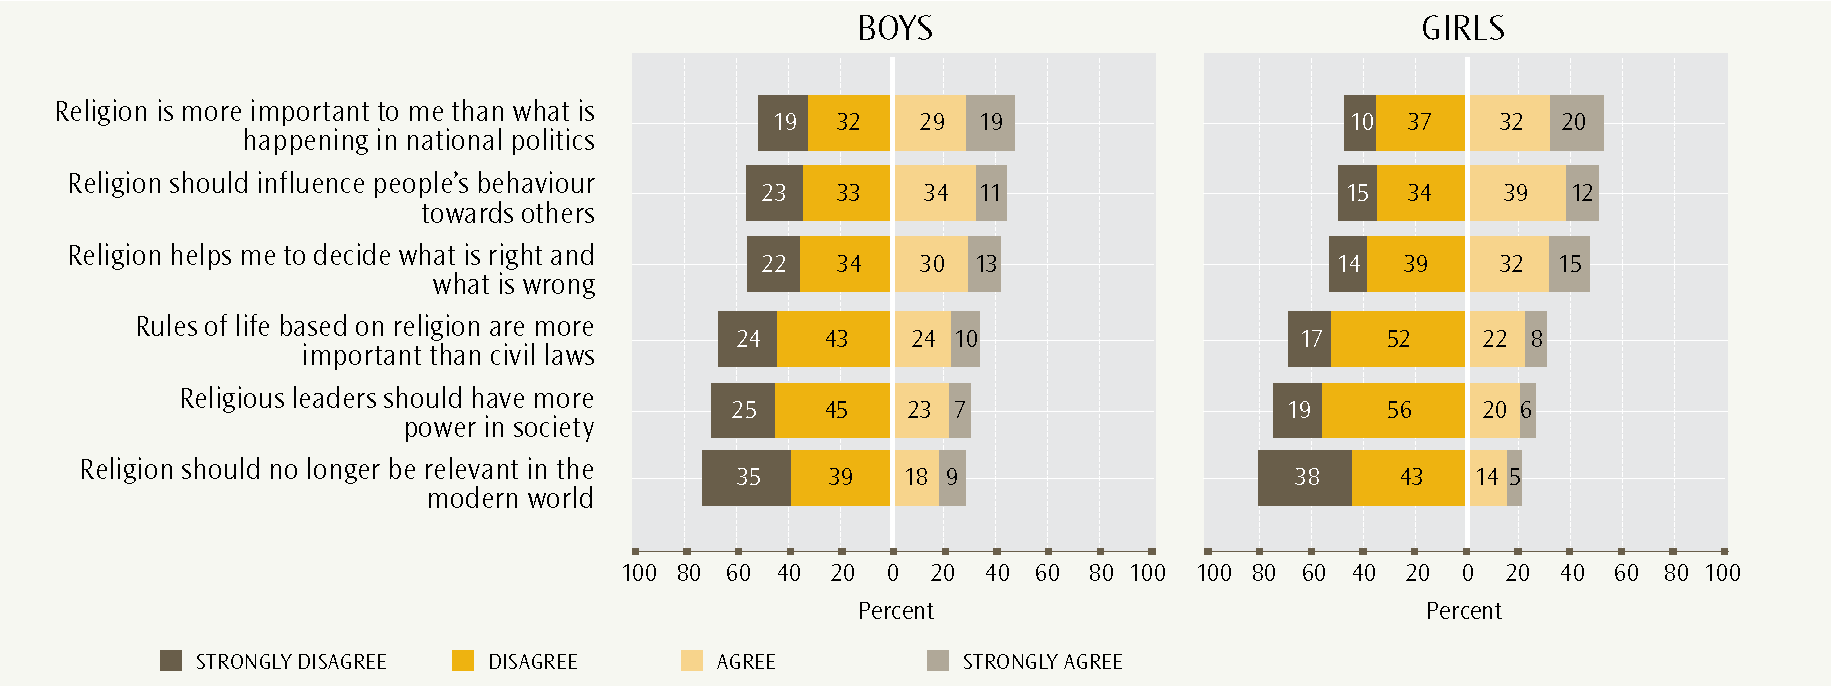 BOYS
GIRLS
Religion is more important to me than what is
happening in national politics
19 32 29 19
10 37 32 20
Religion should influence people’s behaviour
towards others
23 33 34 11
15 34 39 12
Religion helps me to decide what is right and
what is wrong
22 34 30 13
14 39 32 15
Rules of life based on religion are more
important than civil laws
24 43 24 10
17 52 22 8
Religious leaders should have more
power in society
25 45 23 7
19 56 20 6
Religion should no longer be relevant in the
modern world
35 39 18 9
38 43 14 5
100 80 60 40 20 0 20 40 60 80 100
100 80 60 40 20 0 20 40 60 80 100
Percent
Percent
STRONGLY DISAGREE
DISAGREE
AGREE
STRONGLY AGREE